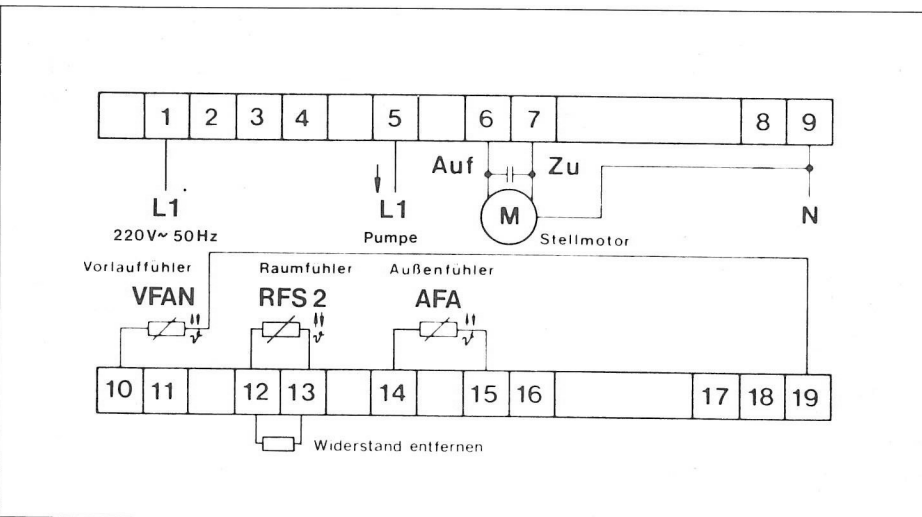 1 2 3 4 5 6 7 8 9
Auf Zu
L1 L1 M N
220V~ 50Hz Pumpe Stellmotor
Vorlauffühler Raumfühler Außenfühler
VFAN RFS 2 AFA
ϑ ϑ ϑ
10 11 12 13 14 15 16 17 18 19
Widerstand entfernen